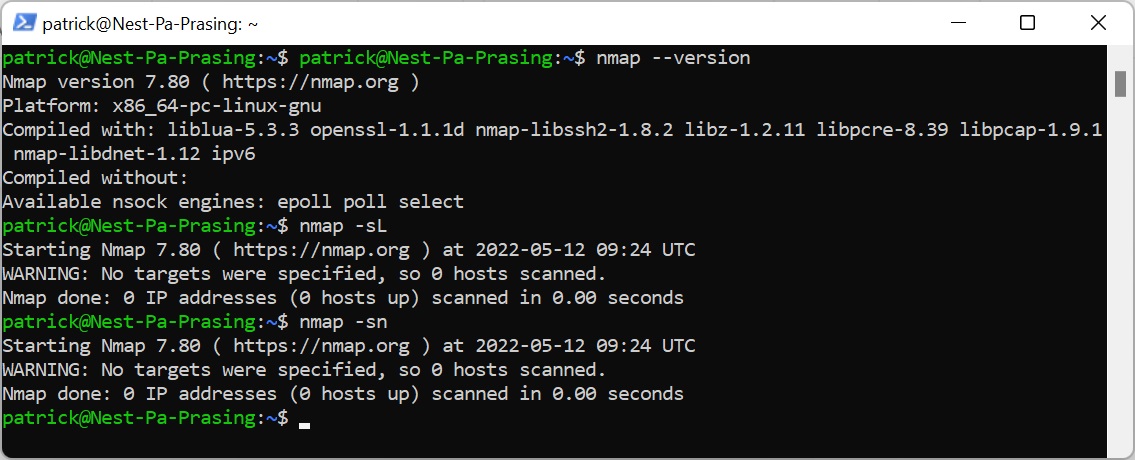 patrick@Nest-Pa-Prasing: ~
patrick@Nest-Pa-Prasing:~$ patrick@Nest-Pa-Prasing:~$ nmap --version
Nmap version 7.80 ( https://nmap.org )
Platform: x86_64-pc-linux-gnu
Compiled with: liblua-5.3.3 openssl-1.1.1d nmap-libssh2-1.8.2 libz-1.2.11 libpcre-8.39 libpcap-1.9.1
 nmap-libdnet-1.12 ipv6
Compiled without:
Available nsock engines: epoll poll select
patrick@Nest-Pa-Prasing:~$ nmap -sL
Starting Nmap 7.80 ( https://nmap.org ) at 2022-05-12 09:24 UTC
WARNING: No targets were specified, so 0 hosts scanned.
Nmap done: 0 IP addresses (0 hosts up) scanned in 0.00 seconds
patrick@Nest-Pa-Prasing:~$ nmap -sn
Starting Nmap 7.80 ( https://nmap.org ) at 2022-05-12 09:24 UTC
WARNING: No targets were specified, so 0 hosts scanned.
Nmap done: 0 IP addresses (0 hosts up) scanned in 0.00 seconds
patrick@Nest-Pa-Prasing:~$